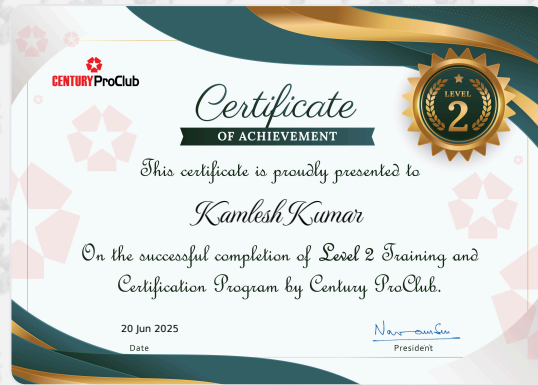 CENTURY ProClub
LEVEL
2
Certificate
OF ACHIEVEMENT
This certificate is proudly presented to
Kamlesh Kumar
On the successful completion of Level 2 Training and
Certification Program by Century ProClub.
20 Jun 2025
Date
President